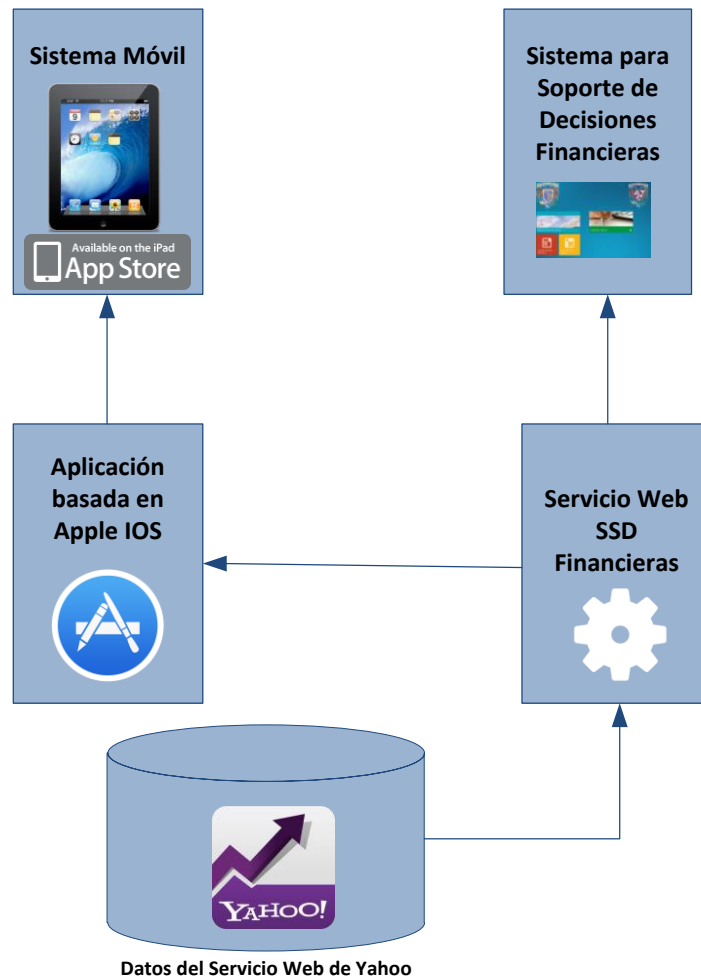 Sistema Móvil
Available on the iPad
App Store
Sistema para
Soporte de
Decisiones
Financieras
Aplicación
basada en
Apple IOS
Servicio Web
SSD
Financieras
YAHOO!
Datos del Servicio Web de Yahoo